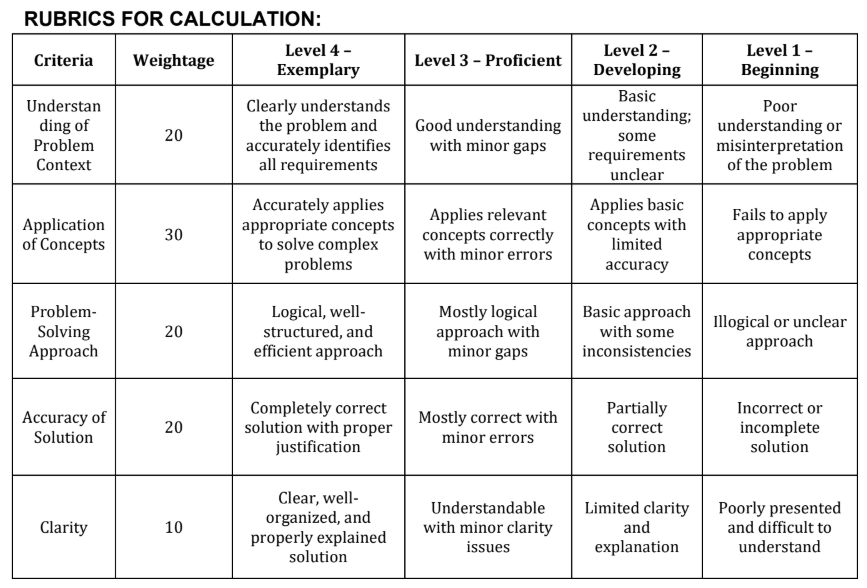 RUBRICS FOR CALCULATION:
Criteria
Weightage
Level 4 –
Exemplary
Level 3 – Proficient
Level 2 –
Developing
Level 1 –
Beginning
Understan
ding of
Problem
Context
20
Clearly understands
the problem and
accurately identifies
all requirements
Good understanding
with minor gaps
Basic
understanding;
some
requirements
unclear
Poor
understanding or
misinterpretation
of the problem
Application
of Concepts
30
Accurately applies
appropriate concepts
to solve complex
problems
Applies relevant
concepts correctly
with minor errors
Applies basic
concepts with
limited
accuracy
Fails to apply
appropriate
concepts
Problem-
Solving
Approach
20
Logical, well-
structured, and
efficient approach
Mostly logical
approach with
minor gaps
Basic approach
with some
inconsistencies
Illogical or unclear
approach
Accuracy of
Solution
20
Completely correct
solution with proper
justification
Mostly correct with
minor errors
Partially
correct
solution
Incorrect or
incomplete
solution
Clarity
10
Clear, well-
organized, and
properly explained
solution
Understandable
with minor clarity
issues
Limited clarity
and
explanation
Poorly presented
and difficult to
understand